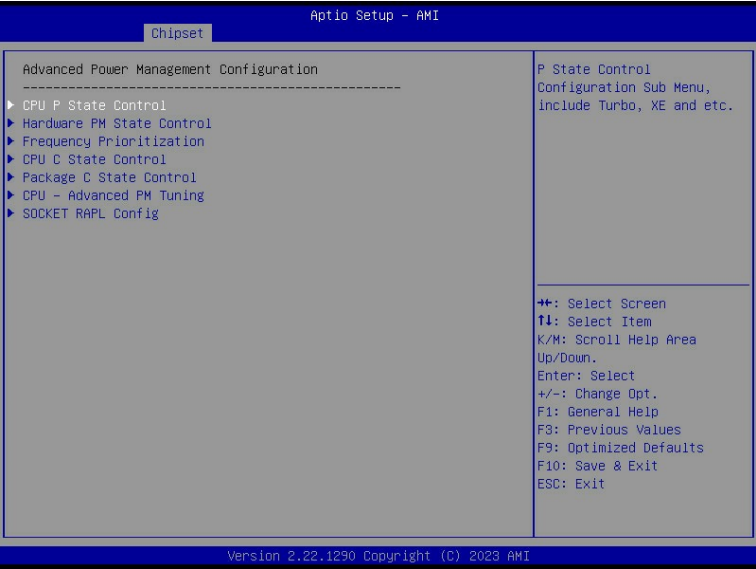 Aptio Setup – AMI
Chipset
Advanced Power Management Configuration
------------------------------------------------
CPU P State Control
Hardware PM State Control
Frequency Prioritization
CPU C State Control
Package C State Control
CPU – Advanced PM Tuning
SOCKET RAPL Config
P State Control
Configuration Sub Menu,
include Turbo, XE and etc.
→←: Select Screen
↑↓: Select Item
K/M: Scroll Help Area
Up/Down.
Enter: Select
+/-: Change Opt.
F1: General Help
F3: Previous Values
F9: Optimized Defaults
F10: Save & Exit
ESC: Exit
Version 2.22.1290 Copyright (C) 2023 AMI